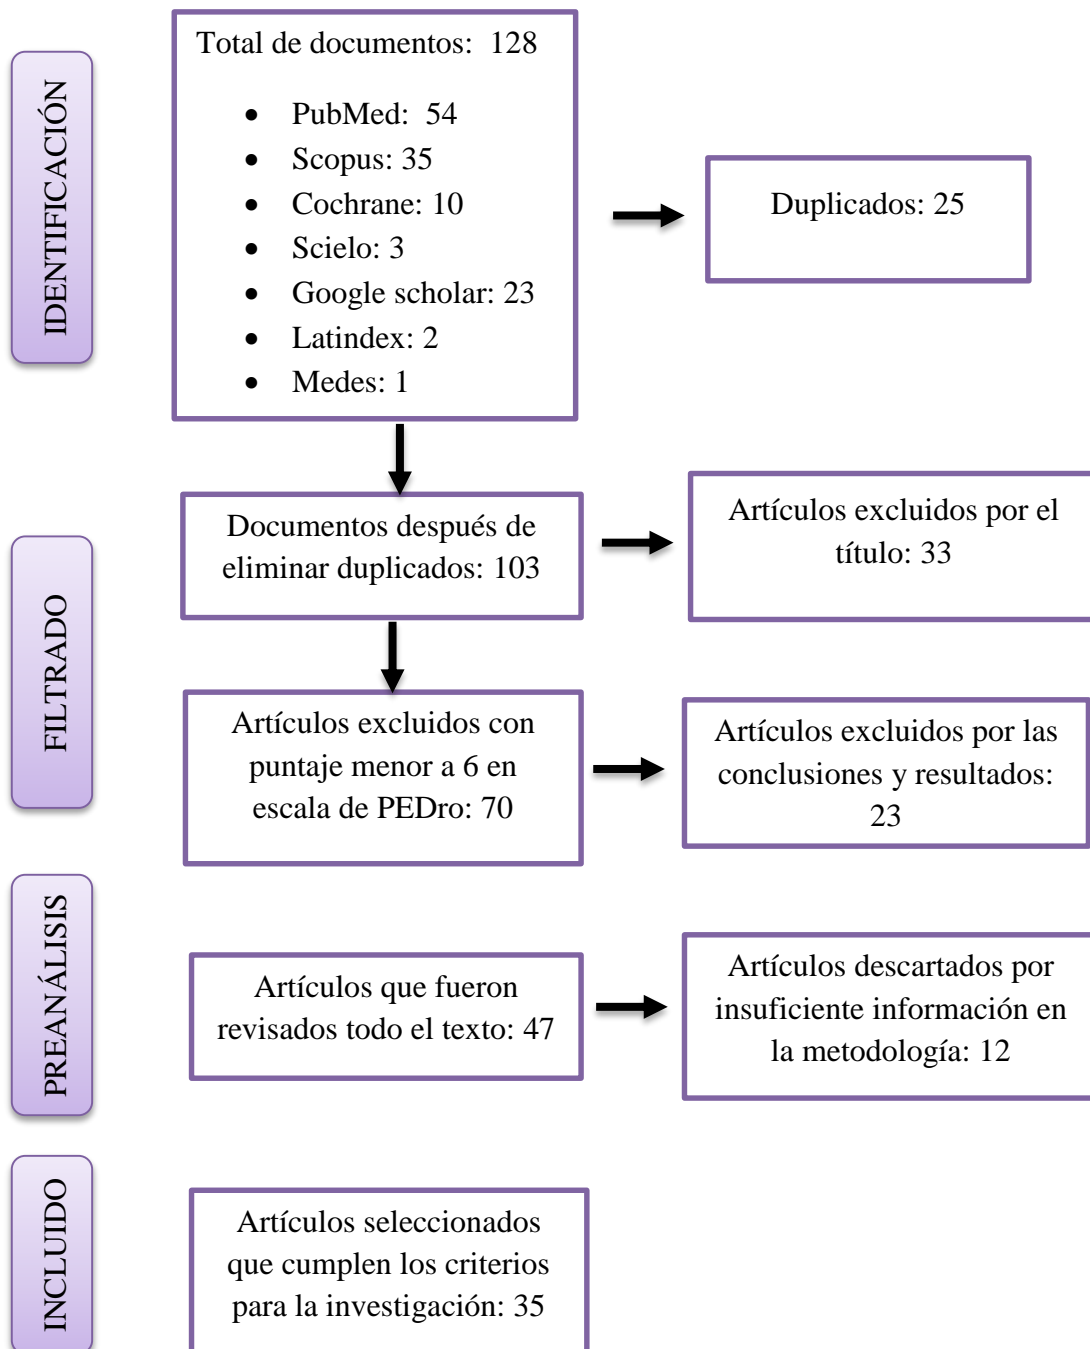 IDENTIFICACIÓN
Total de documentos: 128
• PubMed: 54
• Scopus: 35
• Cochrane: 10
• Scielo: 3
• Google scholar: 23
• Latindex: 2
• Medes: 1
Duplicados: 25
FILTRADO
Documentos después de
eliminar duplicados: 103
Artículos excluidos por el
título: 33
Artículos excluidos con
puntaje menor a 6 en
escala de PEDro: 70
Artículos excluidos por las
conclusiones y resultados:
23
PREANÁLISIS
Artículos que fueron
revisados todo el texto: 47
Artículos descartados por
insuficiente información en
la metodología: 12
INCLUIDO
Artículos seleccionados
que cumplen los criterios
para la investigación: 35